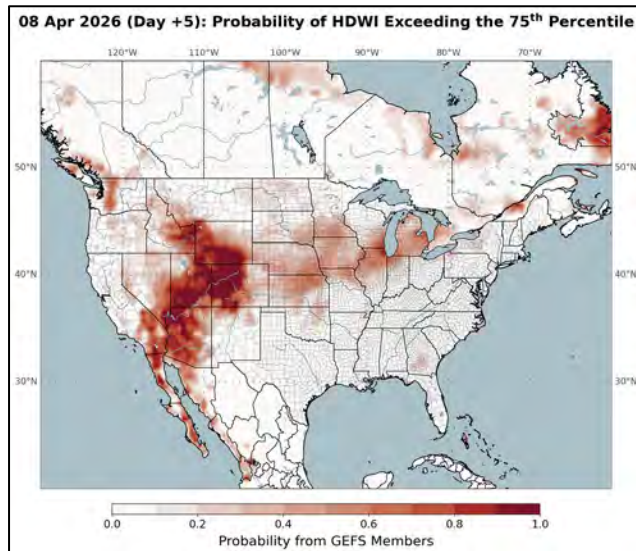 08 Apr 2026 (Day +5): Probability of HDWI Exceeding the 75th Percentile
120°W 110°W 100°W 90°W 80°W 70°W
50°N 50°N
40°N 40°N
30°N 30°N
0.0 0.2 0.4 0.6 0.8 1.0
Probability from GEFS Members